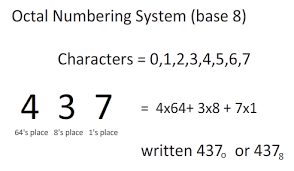 Octal Numbering System (base 8)
Characters = 0,1,2,3,4,5,6,7
4 3 7 = 4x64+ 3x8 + 7x1
64's place 8's place 1's place
written 437₀ or 437₈